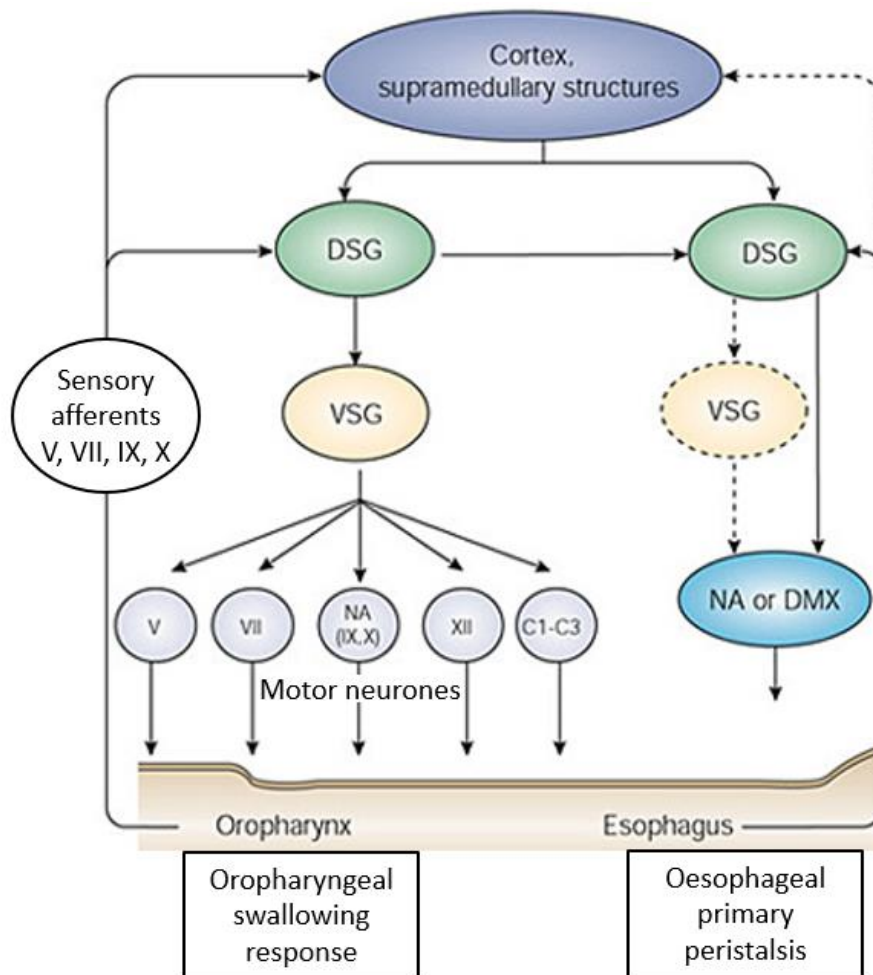 Cortex,
supramedullary structures
DSG
DSG
Sensory
afferents
V, VII, IX, X
VSG
VSG
V
VII
NA
(IX,X)
XII
C1-C3
NA or DMX
Motor neurones
Oropharynx
Esophagus
Oropharyngeal
swallowing
response
Oesophageal
primary
peristalsis